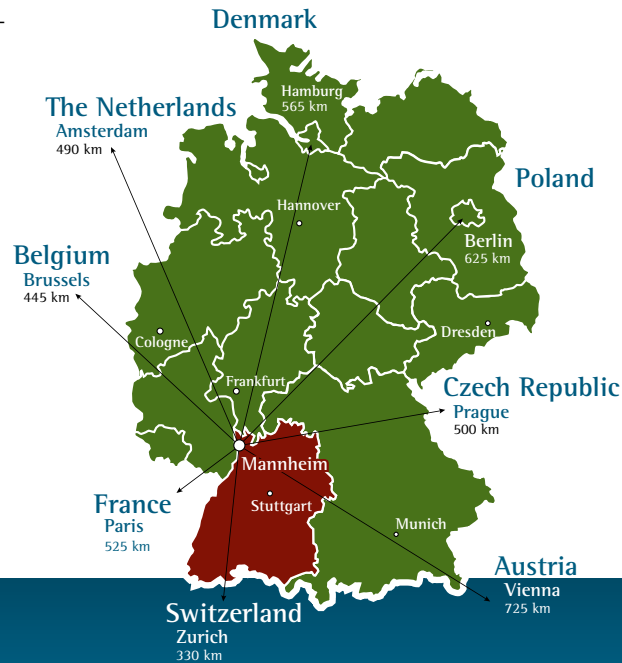 Denmark
Hamburg
565 km
The Netherlands
Amsterdam
490 km
Poland
Hannover
Berlin
625 km
Belgium
Brussels
445 km
Cologne
Dresden
Frankfurt
Czech Republic
Prague
500 km
Mannheim
France
Paris
525 km
Stuttgart
Munich
Austria
Vienna
725 km
Switzerland
Zurich
330 km